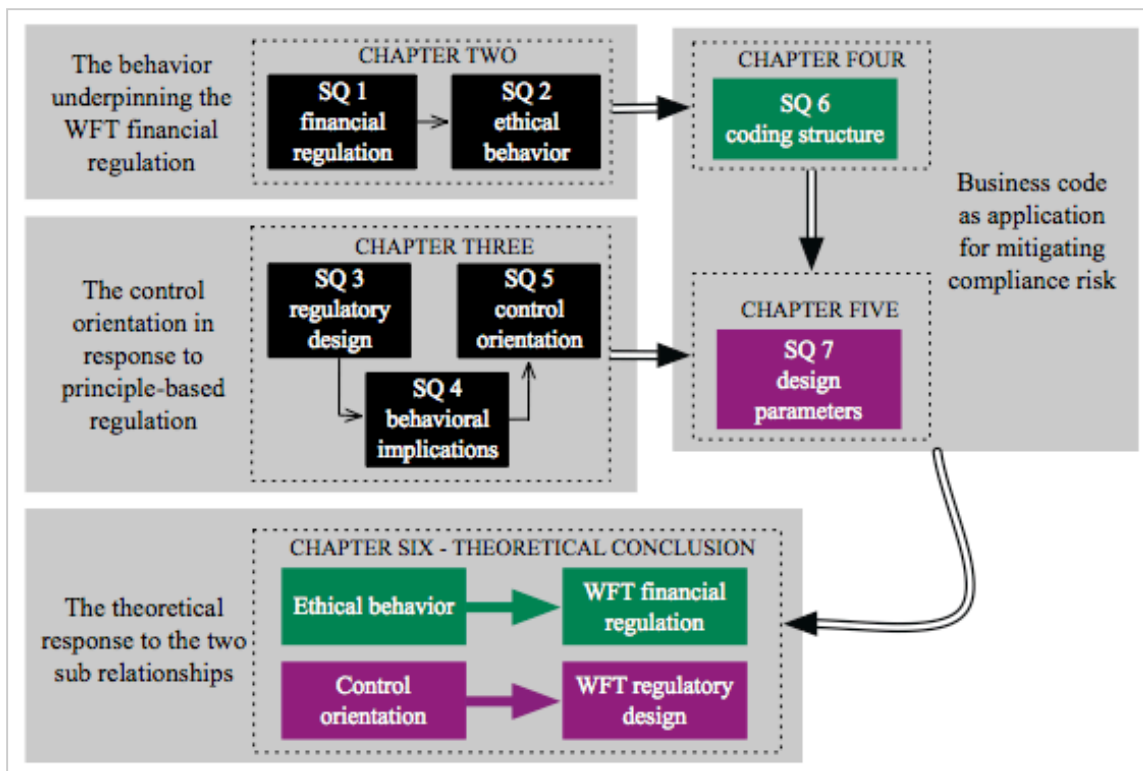 The behavior
underpinning the
WFT financial
regulation
CHAPTER TWO
SQ 1
financial
regulation
SQ 2
ethical
behavior
CHAPTER FOUR
SQ 6
coding structure
Business code
as application
for mitigating
compliance risk
The control
orientation in
response to
principle-based
regulation
CHAPTER THREE
SQ 3
regulatory
design
SQ 4
behavioral
implications
SQ 5
control
orientation
CHAPTER FIVE
SQ 7
design
parameters
The theoretical
response to the two
sub relationships
CHAPTER SIX - THEORETICAL CONCLUSION
Ethical behavior
WFT financial
regulation
Control
orientation
WFT regulatory
design